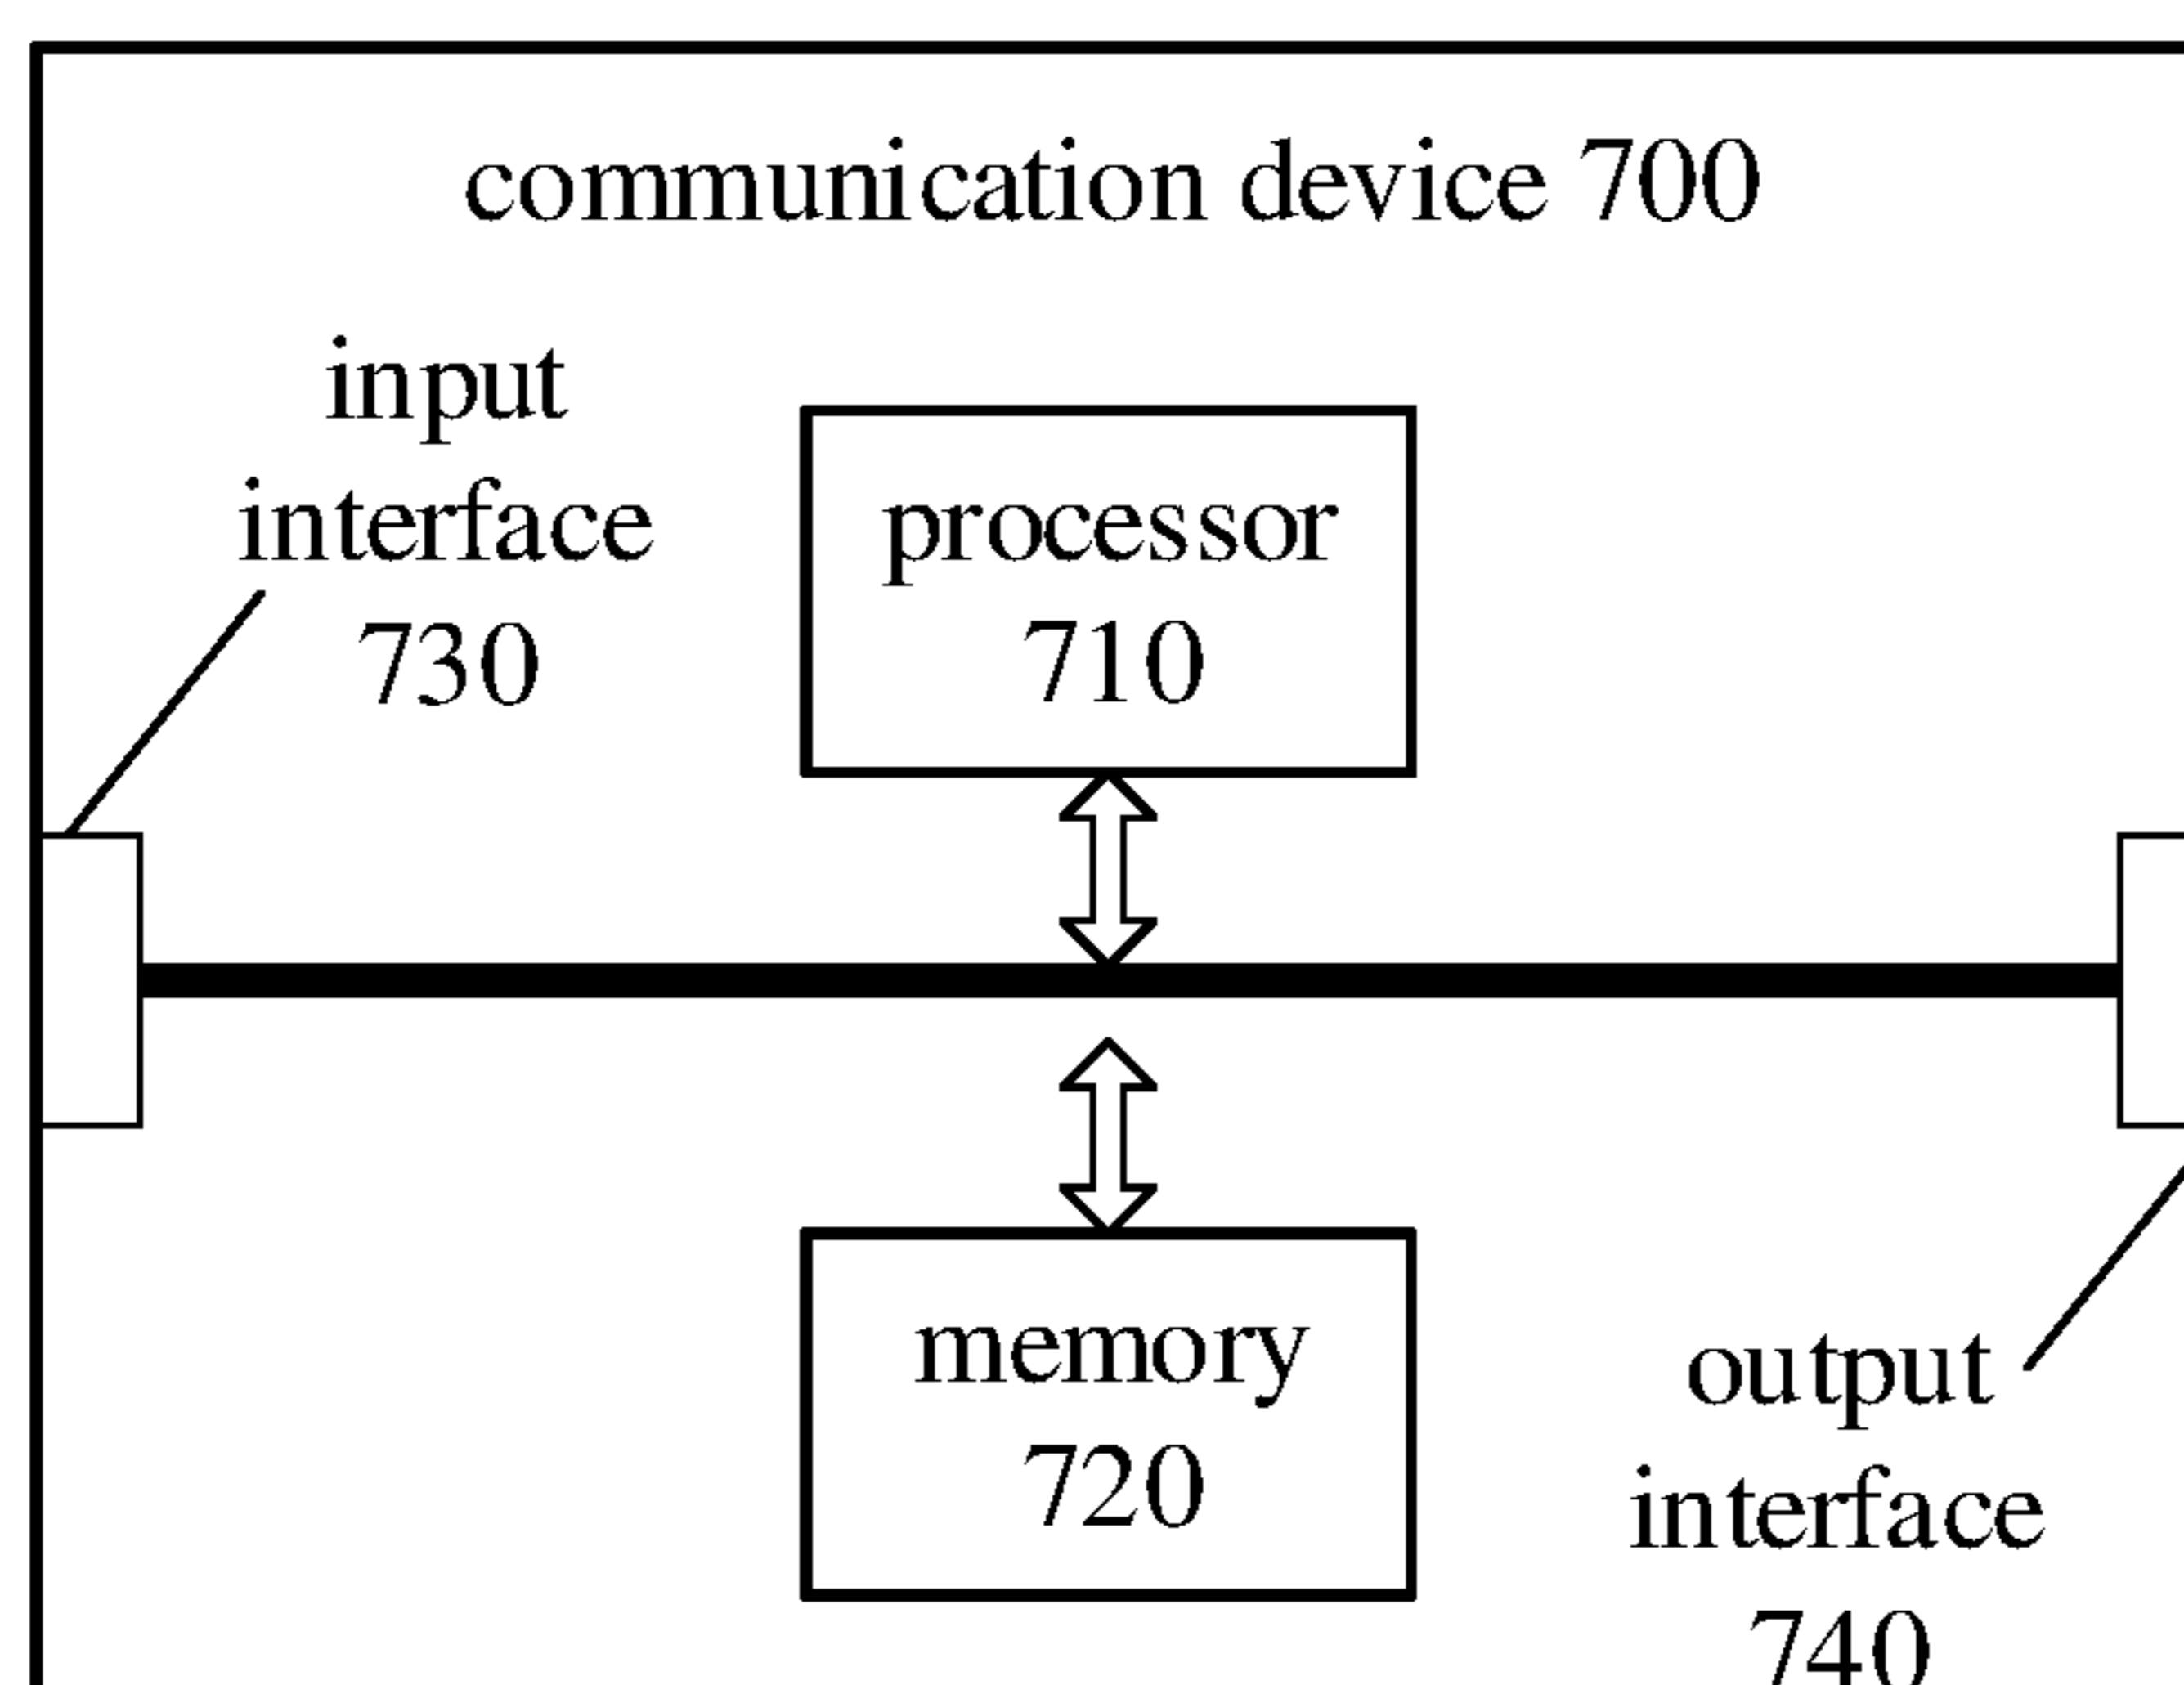 communication device 700
input
interface
730
processor
710
memory
720
output
interface
740